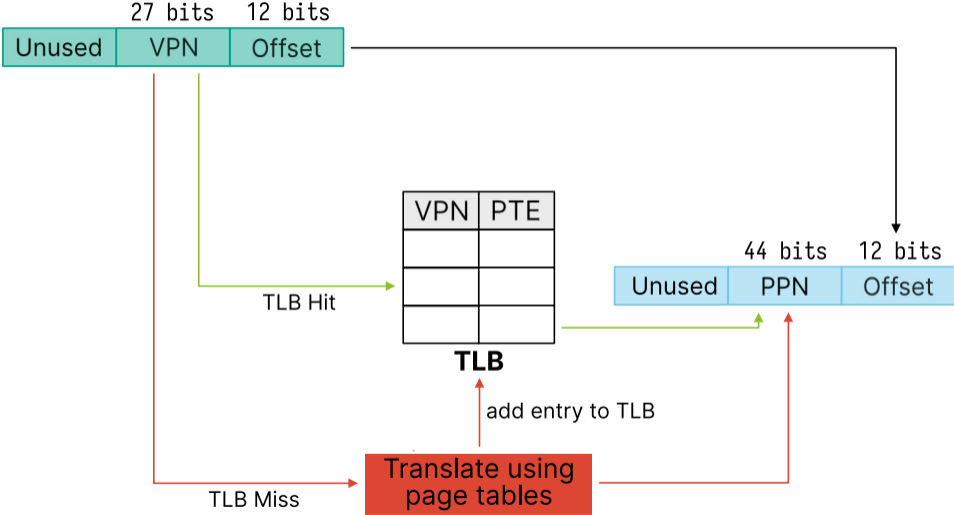 27 bits 12 bits
Unused VPN Offset
VPN PTE
44 bits 12 bits
Unused PPN Offset
TLB Hit
TLB
add entry to TLB
Translate using
page tables
TLB Miss